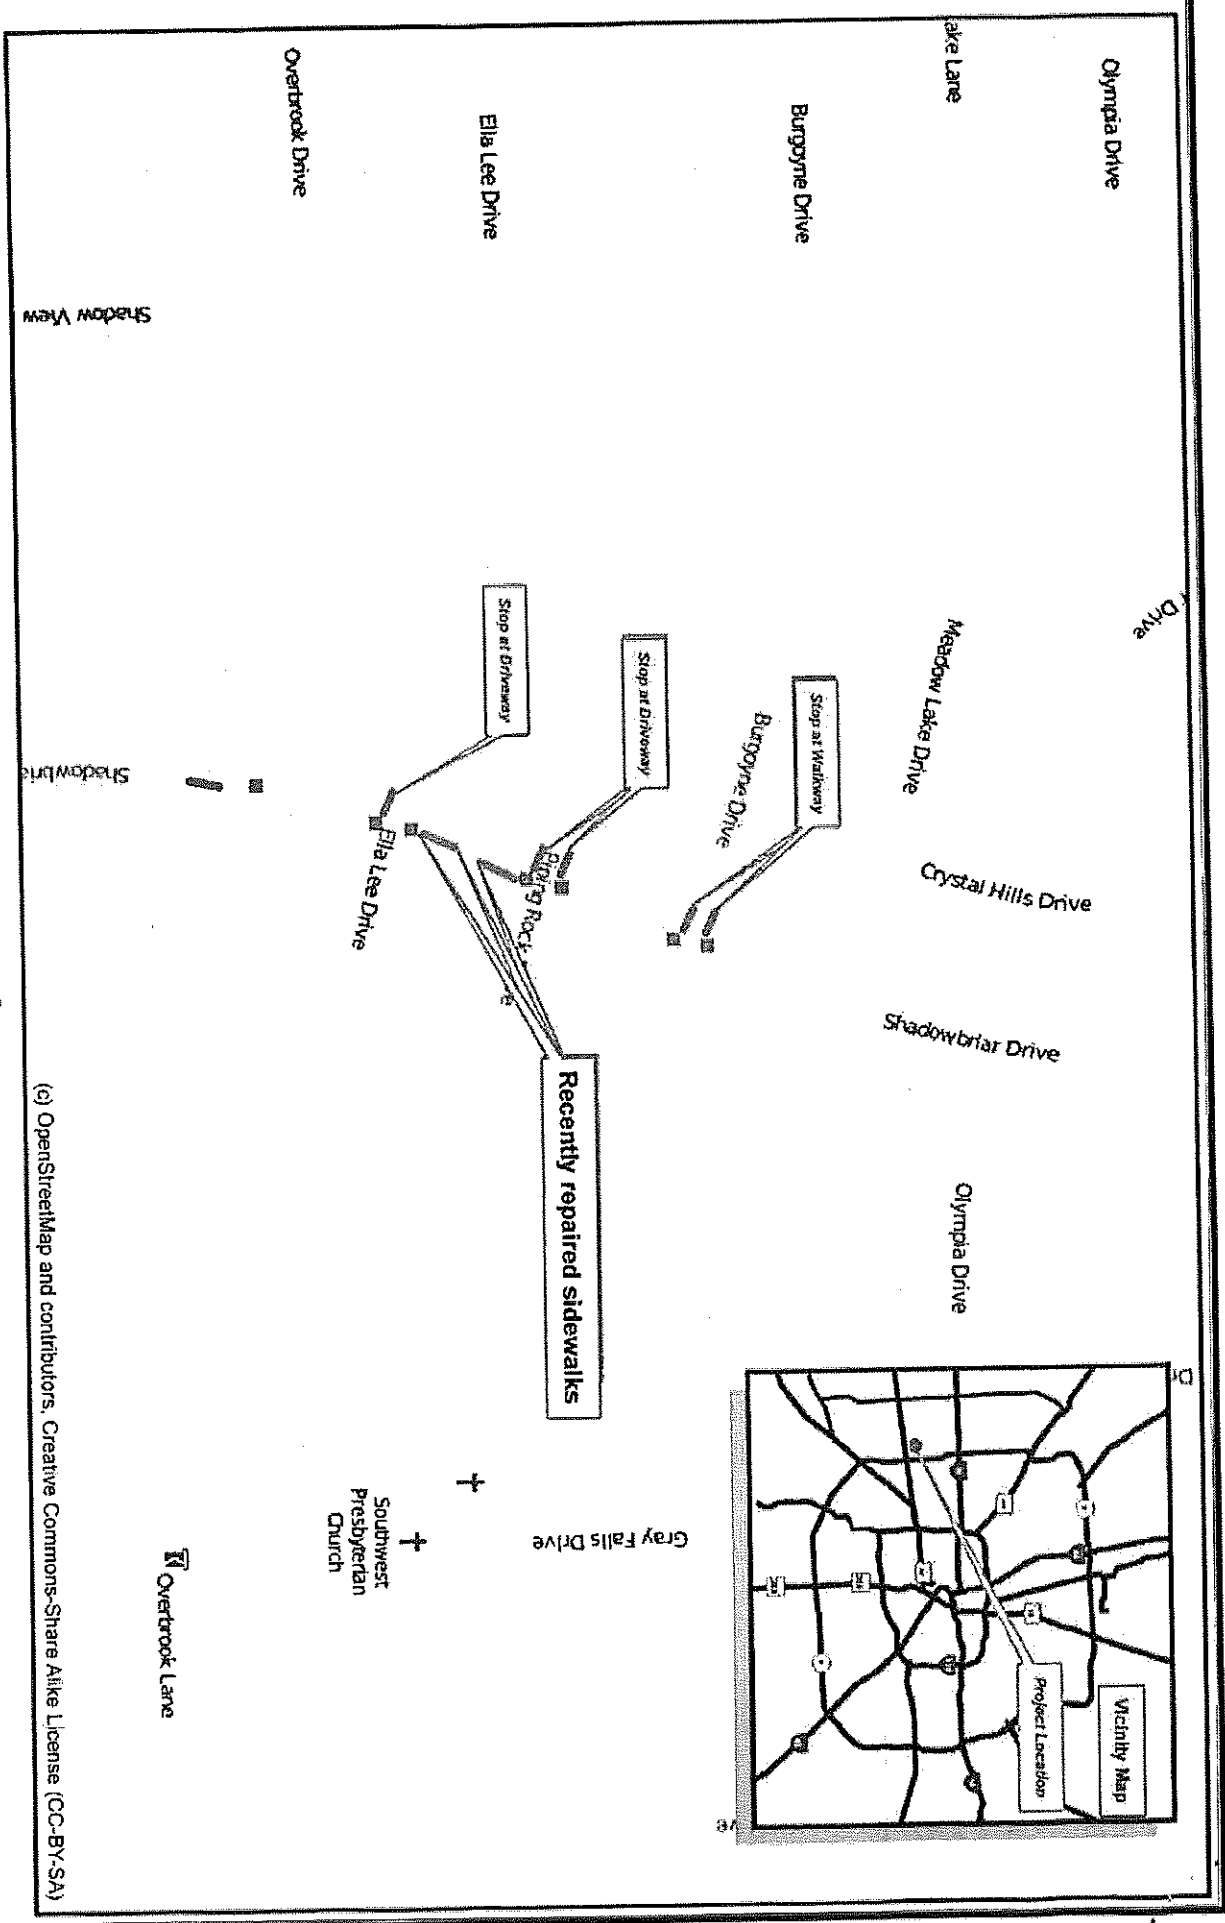 Olympia Drive
ake Lane
Burgoyne Drive
Ella Lee Drive
Overbrook Drive
Shadow View
Drive
Meadow Lake Drive
Crystal Hills Drive
Shadowbriar Drive
Olympia Drive
Stop at Walkway
Burgoyne Drive
Stop at Driveway
Stop at Driveway
Piping Rock
Ella Lee Drive
Shadowbria
Recently repaired sidewalks
Gray Falls Drive
Southwest
Presbyterian
Church
Overbrook Lane
Vicinity Map
Project Location
(c) OpenStreetMap and contributors, Creative Commons-Share Alike License (CC-BY-SA)